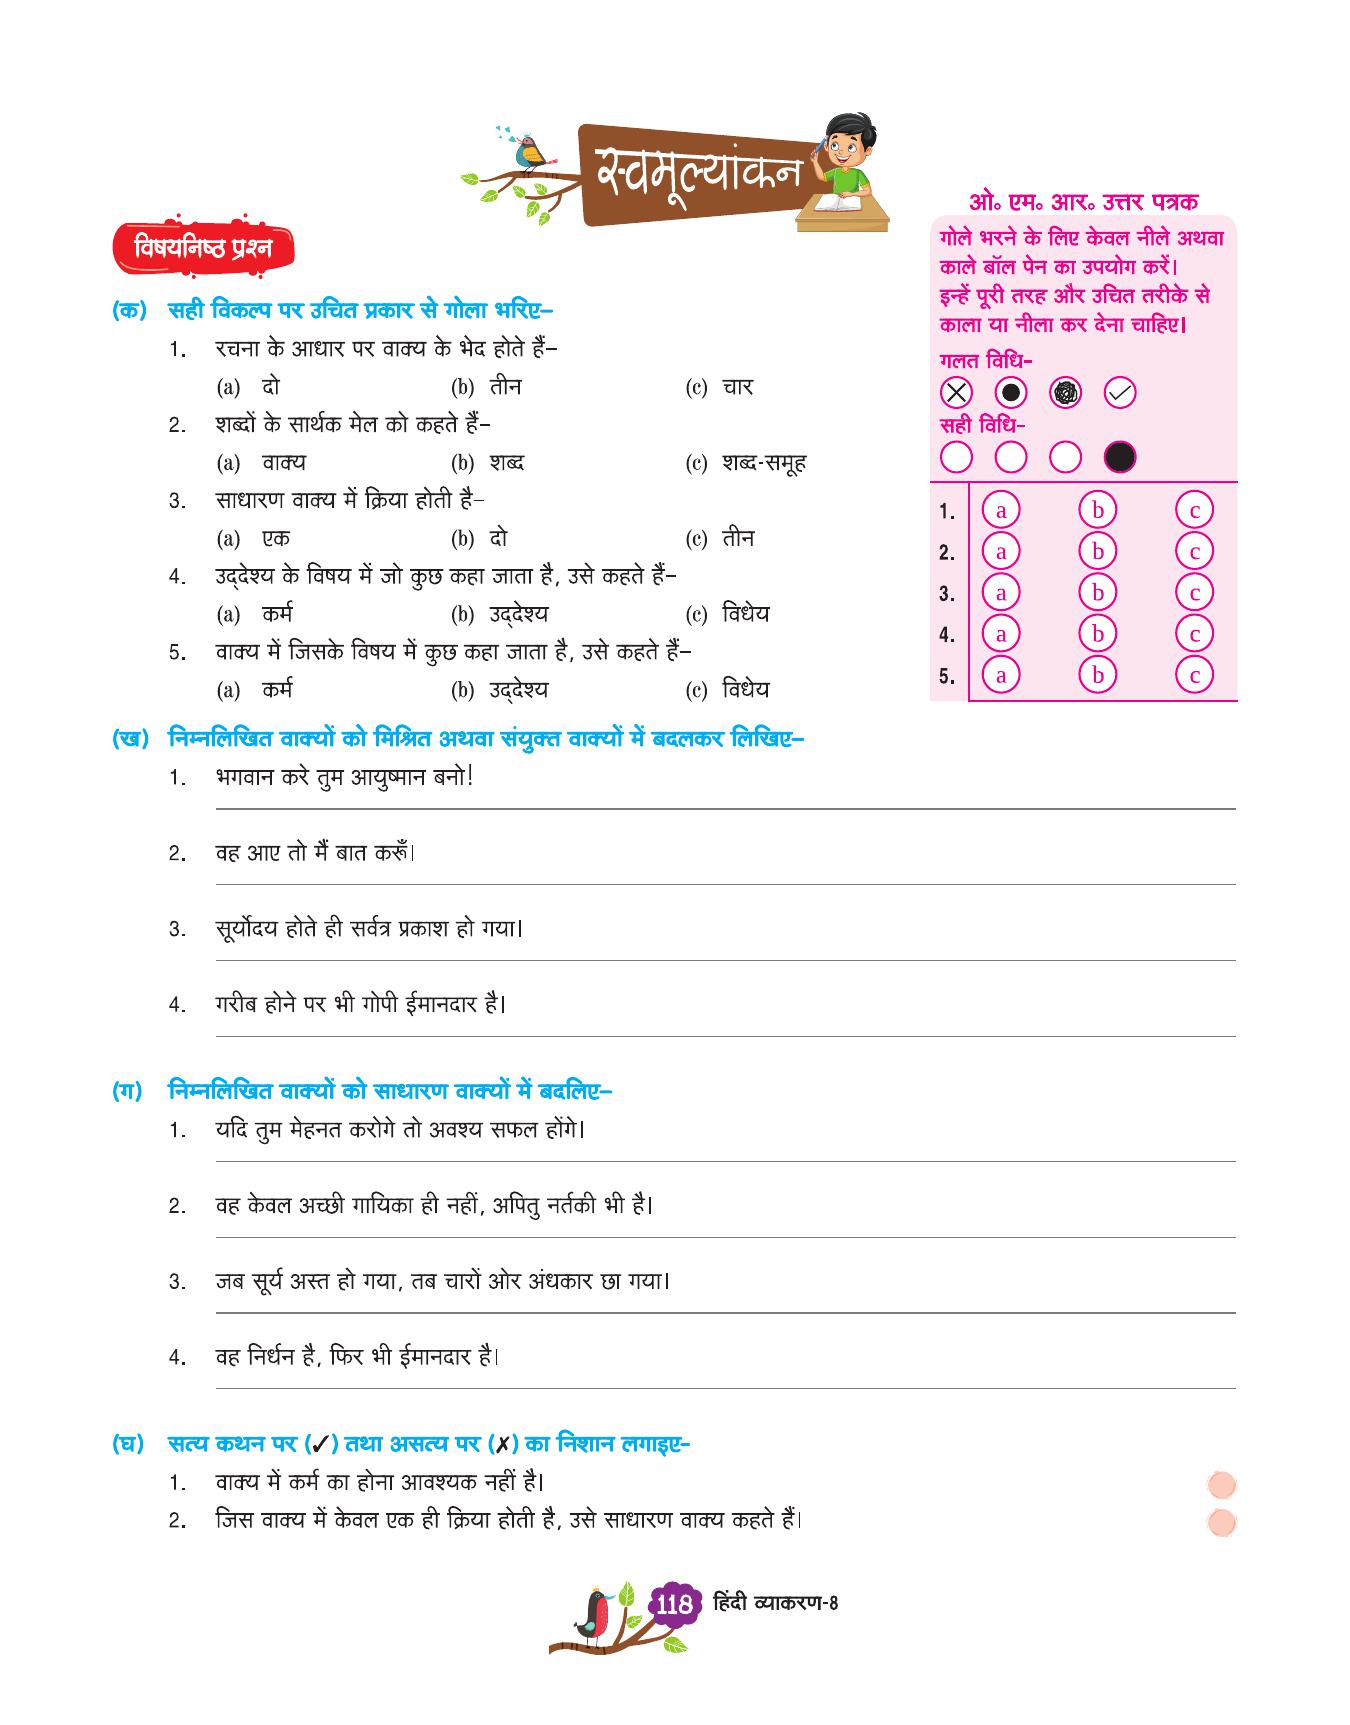 स्वमूल्यांकन
विषयनिष्ठ प्रश्न
(क) सही विकल्प पर उचित प्रकार से गोला भरिए–
1. रचना के आधार पर वाक्य के भेद होते हैं–
(a) दो (b) तीन (c) चार
2. शब्दों के सार्थक मेल को कहते हैं–
(a) वाक्य (b) शब्द (c) शब्द-समूह
3. साधारण वाक्य में क्रिया होती है–
(a) एक (b) दो (c) तीन
4. उद्‌देश्य के विषय में जो कुछ कहा जाता है, उसे कहते हैं–
(a) कर्म (b) उद्‌देश्य (c) विधेय
5. वाक्य में जिसके विषय में कुछ कहा जाता है, उसे कहते हैं–
(a) कर्म (b) उद्‌देश्य (c) विधेय
ओ॰ एम॰ आर॰ उत्तर पत्रक
गोले भरने के लिए केवल नीले अथवा
काले बॉल पेन का उपयोग करें।
इन्हें पूरी तरह और उचित तरीके से
काला या नीला कर देना चाहिए।
गलत विधि–
सही विधि–
1. a b c
2. a b c
3. a b c
4. a b c
5. a b c
(ख) निम्नलिखित वाक्यों को मिश्रित अथवा संयुक्त वाक्यों में बदलकर लिखिए–
1. भगवान करे तुम आयुष्मान बनो!
2. वह आए तो मैं बात करूँ।
3. सूर्योदय होते ही सर्वत्र प्रकाश हो गया।
4. गरीब होने पर भी गोपी ईमानदार है।
(ग) निम्नलिखित वाक्यों को साधारण वाक्यों में बदलिए–
1. यदि तुम मेहनत करोगे तो अवश्य सफल होंगे।
2. वह केवल अच्छी गायिका ही नहीं, अपितु नर्तकी भी है।
3. जब सूर्य अस्त हो गया, तब चारों ओर अंधकार छा गया।
4. वह निर्धन है, फिर भी ईमानदार है।
(घ) सत्य कथन पर (✓) तथा असत्य पर (✗) का निशान लगाइए–
1. वाक्य में कर्म का होना आवश्यक नहीं है।
2. जिस वाक्य में केवल एक ही क्रिया होती है, उसे साधारण वाक्य कहते हैं।
118 हिंदी व्याकरण-8